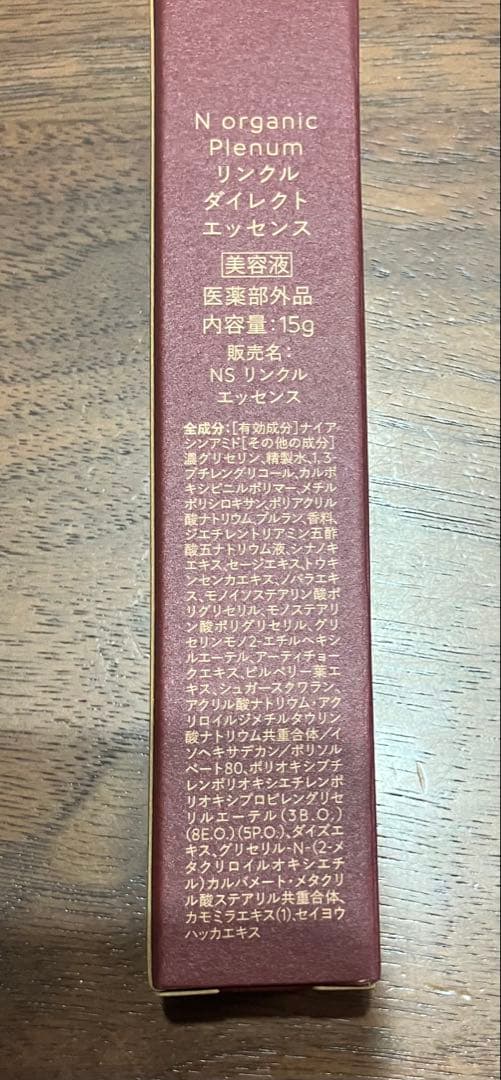 N organic
Plenum
リンクル
ダイレクト
エッセンス
美容液
医薬部外品
内容量:15g
販売名:
NS リンクル
エッセンス
全成分:[有効成分]ナイア
シンアミド[その他の成分]
濃グリセリン、精製水、1,3-
ブチレングリコール、カルボ
キシビニルポリマー、メチル
ポリシロキサン、ポリアクリル
酸ナトリウム、プルラン、香料、
ジエチレントリアミン五酢
酸五ナトリウム液、シナノキ
エキス、セージエキス、トウキ
ンセンカエキス、ノバラエキ
ス、モノイソステアリン酸ポ
リグリセリル、モノステアリ
ン酸ポリグリセリル、グリ
セリンモノ2-エチルヘキシ
ルエーテル、アーティチョー
クエキス、ビルベリー葉エ
キス、シュガースクワラン、
アクリル酸ナトリウム・アク
リロイルジメチルタウリン
酸ナトリウム共重合体/イ
ソヘキサデカン/ポリソル
ベート80、ポリオキシブチ
レンポリオキシエチレンポ
リオキシプロピレングリセ
リルエーテル(3B.O.)
(8E.O.)(5P.O.)、ダイズエ
キス、グリセリル-N-(2-メ
タクリロイルオキシエチ
ル)カルバメート・メタクリ
ル酸ステアリル共重合体、
カモミラエキス(1)、セイヨウ
ハッカエキス